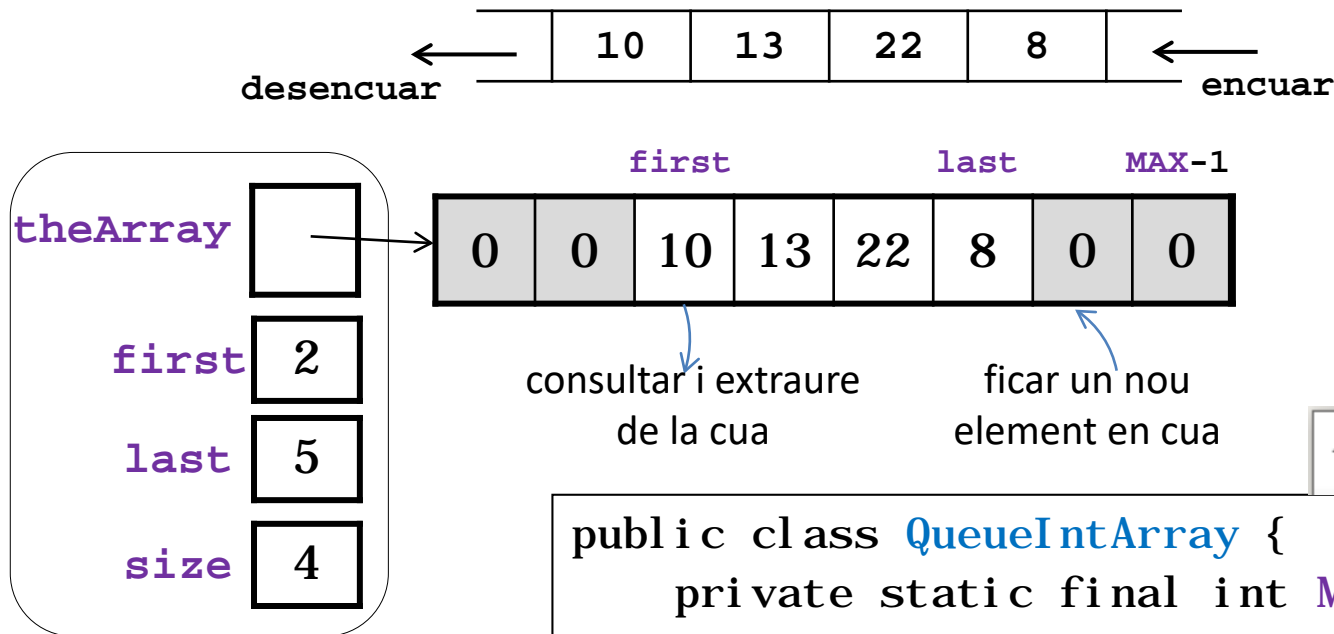 10 13 22 8
desencuar
encuar
first last MAX-1
theArray
0 0 10 13 22 8 0 0
first 2
consultar i extraure
de la cua
ficar un nou
element en cua
last 5
size 4
public class QueueIntArray {
private static final int